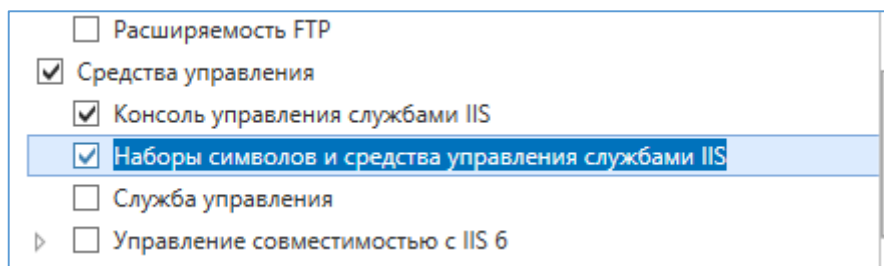 Расширяемость FTP
Средства управления
Консоль управления службами IIS
Наборы символов и средства управления службами IIS
Служба управления
Управление совместимостью с IIS 6